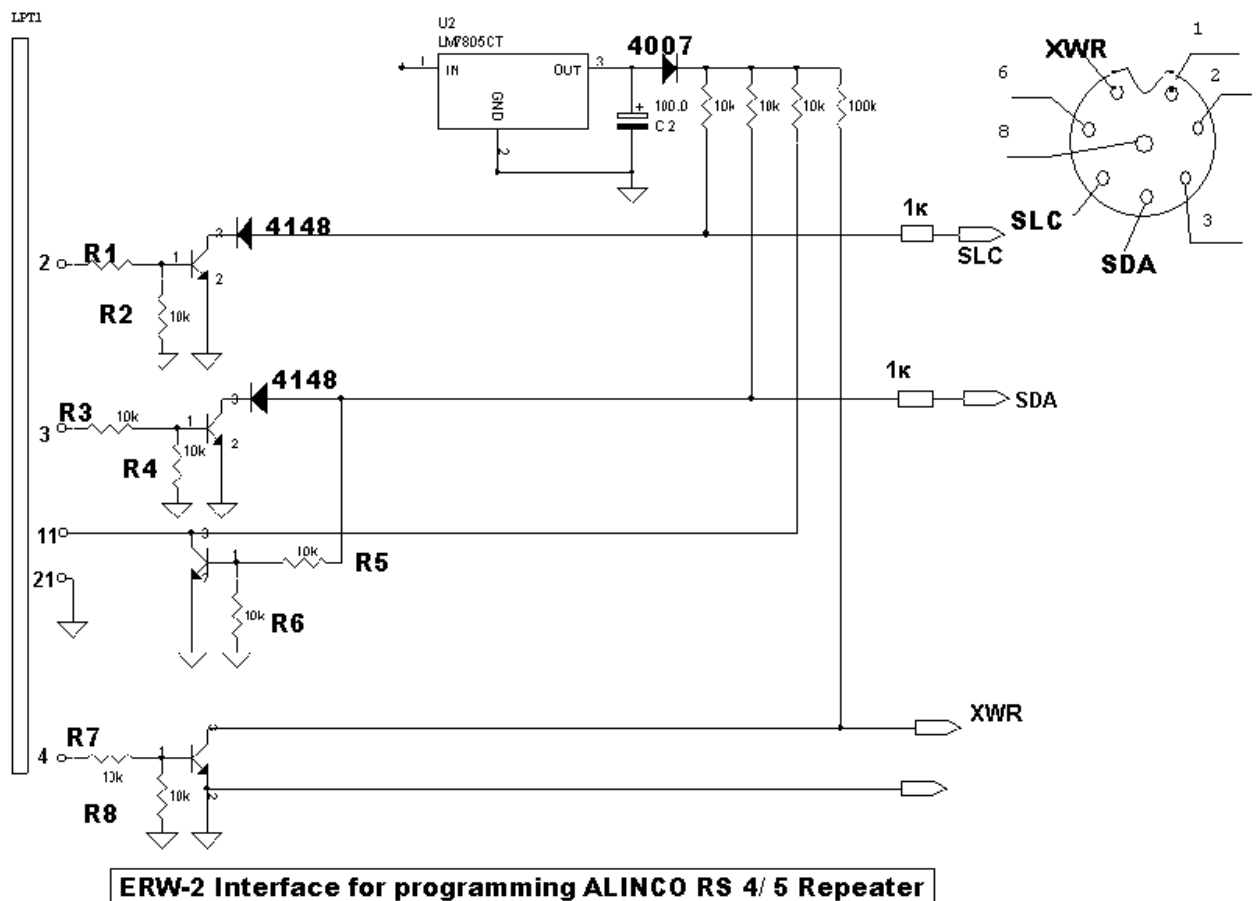 LPT1
U2
LM7805CT
4007
1
IN
OUT
3
GND
2
+
100.0
C2
10k
10k
10k
100k
XWR
1
6
2
8
3
SLC
SDA
4148
3
1к
SLC
2
R1
1
2
R2
10k
4148
3
1к
SDA
3
R3
10k
1
2
10k
R4
11
3
10k
R5
1
21
10k
R6
XWR
3
4
R7
10k
1
2
10k
R8
ERW-2 Interface for programming ALINCO RS 4/ 5 Repeater